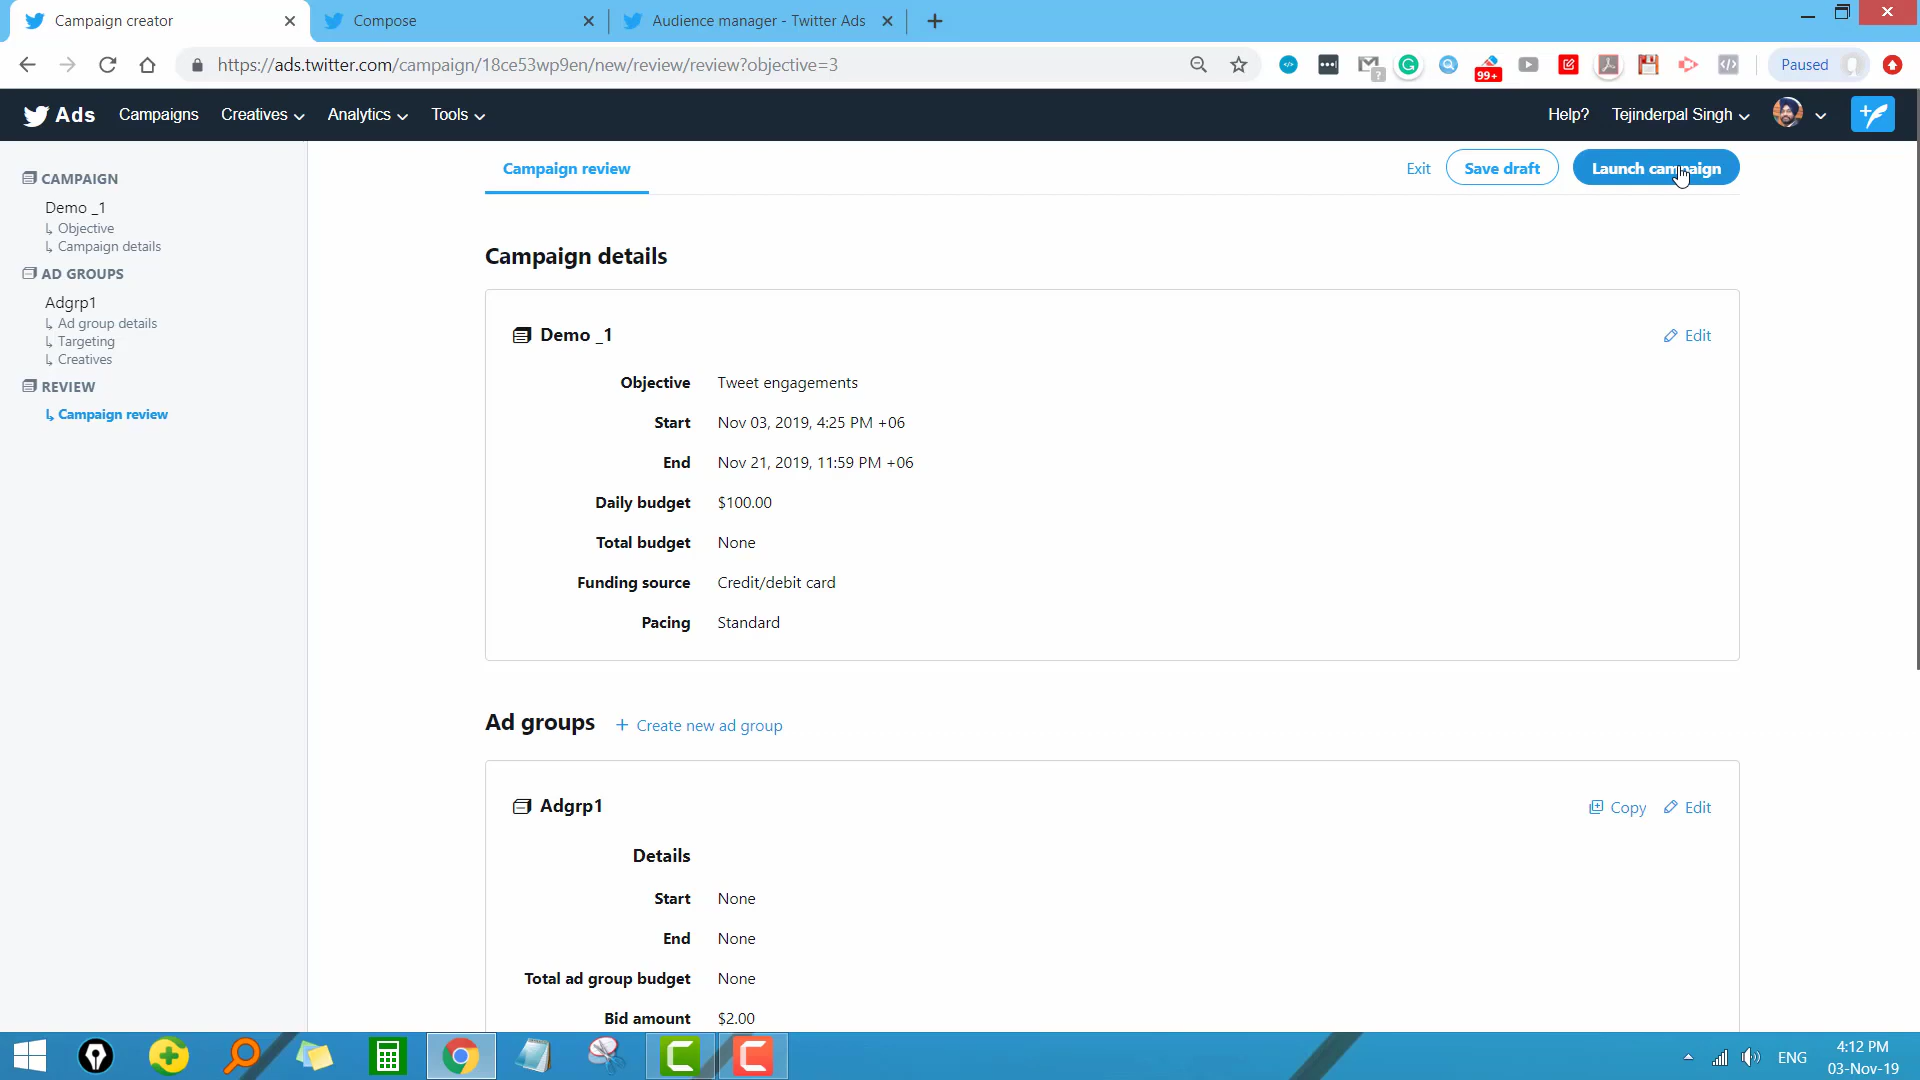 Campaign creator
Compose
Audience manager - Twitter Ads
https://ads.twitter.com/campaign/18ce53wp9en/new/review/review?objective=3
99+
?
Paused
Ads
Campaigns
Creatives
Analytics
Tools
Help?
Tejinderpal Singh
CAMPAIGN
Demo _1
Objective
Campaign details
AD GROUPS
Adgrp1
Ad group details
Targeting
Creatives
REVIEW
Campaign review
Campaign review
Exit
Save draft
Launch campaign
Campaign details
Demo _1
Edit
Objective Tweet engagements
Start Nov 03, 2019, 4:25 PM +06
End Nov 21, 2019, 11:59 PM +06
Daily budget $100.00
Total budget None
Funding source Credit/debit card
Pacing Standard
Ad groups
+ Create new ad group
Adgrp1
Copy
Edit
Details
Start None
End None
Total ad group budget None
Bid amount $2.00
ENG
4:12 PM
03-Nov-19